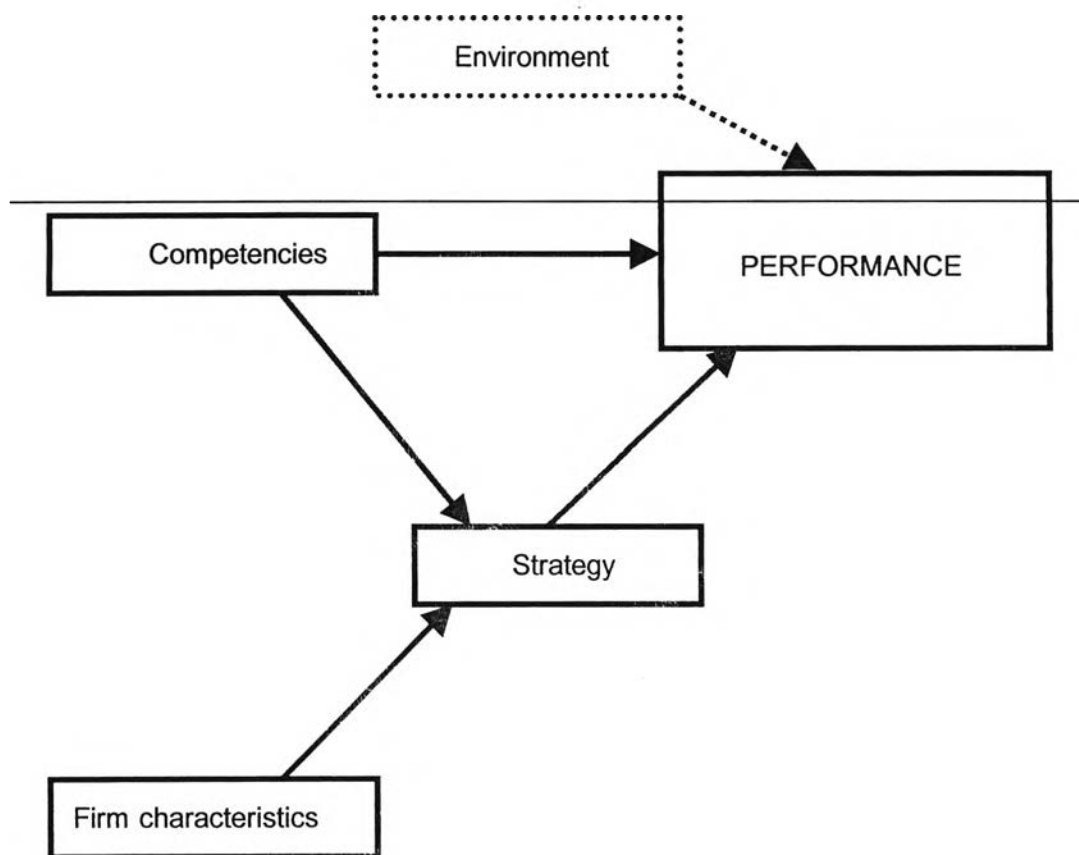 Environment
Competencies
PERFORMANCE
Strategy
Firm characteristics